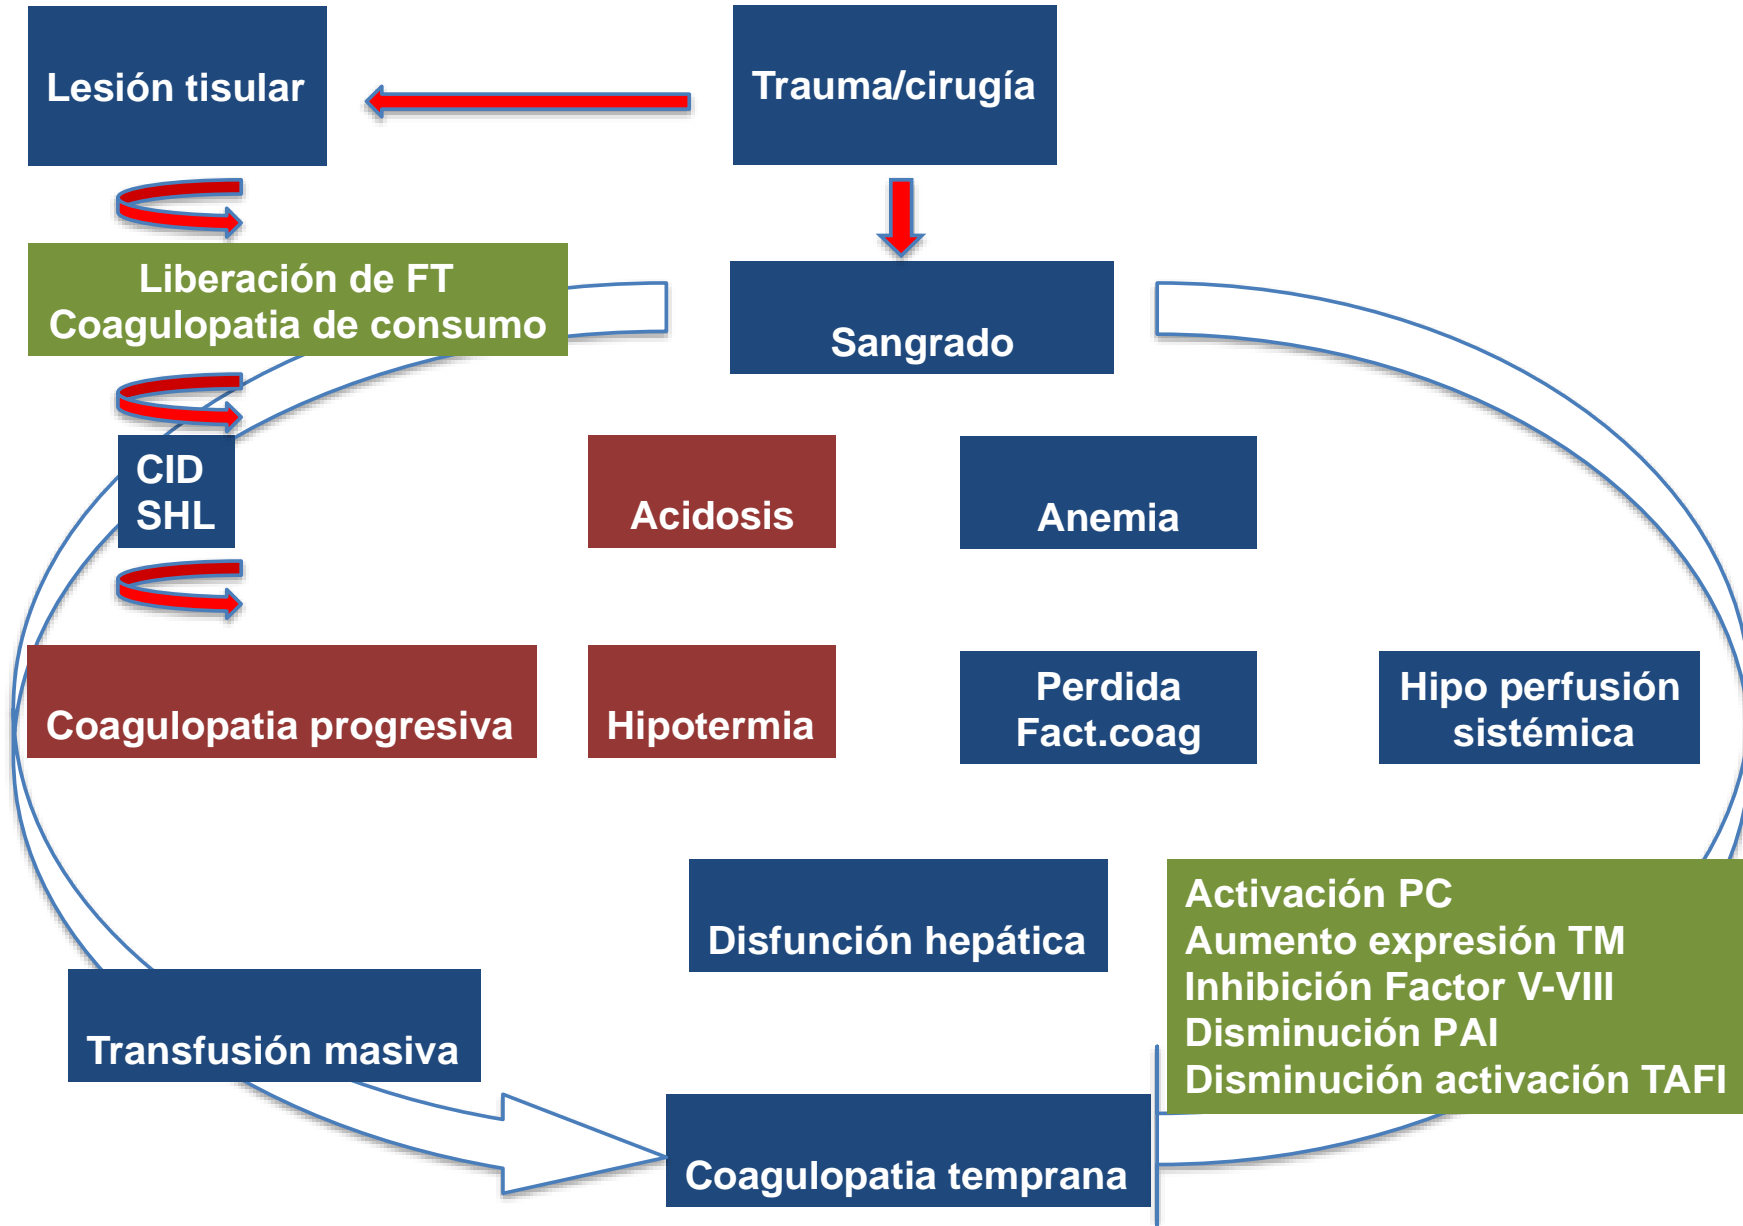 Lesión tisular
Trauma/cirugía
Liberación de FT
Coagulopatia de consumo
Sangrado
CID
SHL
Acidosis
Anemia
Coagulopatia progresiva
Hipotermia
Perdida
Fact.coag
Hipo perfusión
sistémica
Disfunción hepática
Activación PC
Aumento expresión TM
Inhibición Factor V-VIII
Disminución PAI
Disminución activación TAFI
Transfusión masiva
Coagulopatia temprana